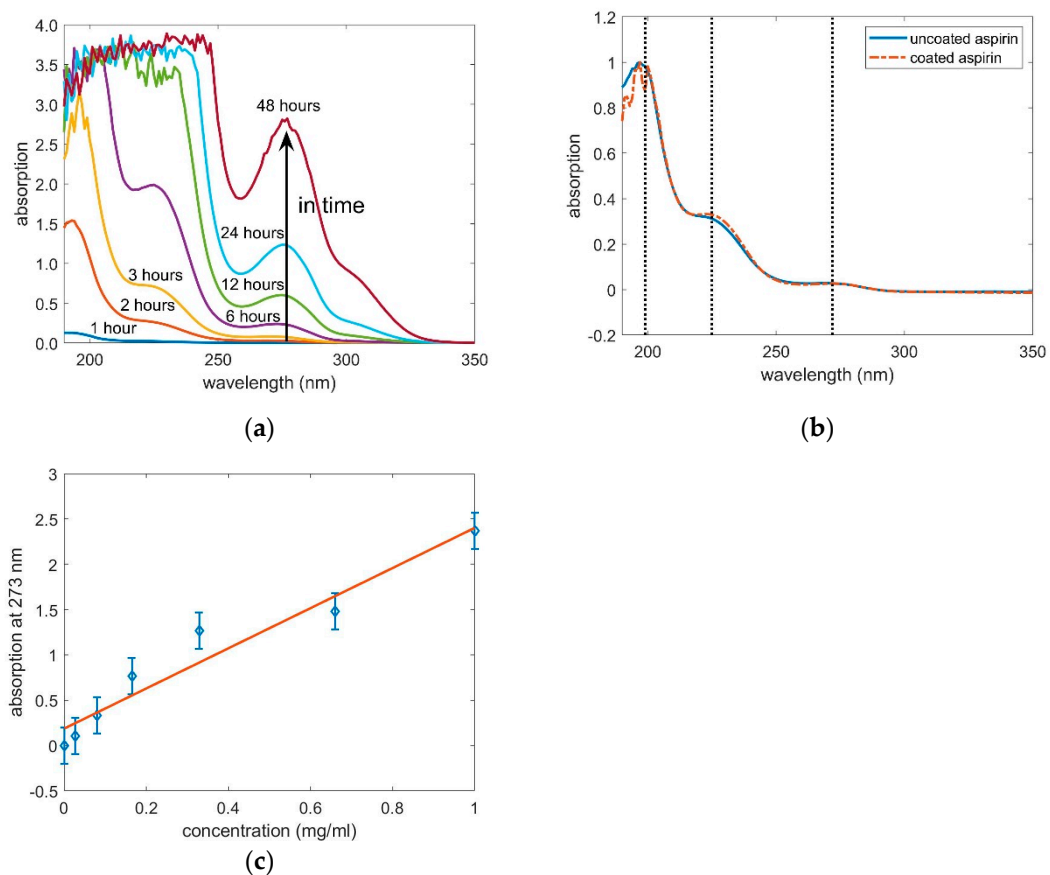 4.0
3.5
3.0
2.5
2.0
1.5
1.0
0.5
0.0
absorption
48 hours
in time
24 hours
12 hours
6 hours
3 hours
2 hours
1 hour
200
250
300
350
wavelength (nm)
(a)
1.2
1
0.8
0.6
0.4
0.2
0
-0.2
absorption
uncoated aspirin
coated aspirin
200
250
300
350
wavelength (nm)
(b)
3
2.5
2
1.5
1
0.5
0
-0.5
absorption at 273 nm
0
0.2
0.4
0.6
0.8
1
concentration (mg/ml)
(c)